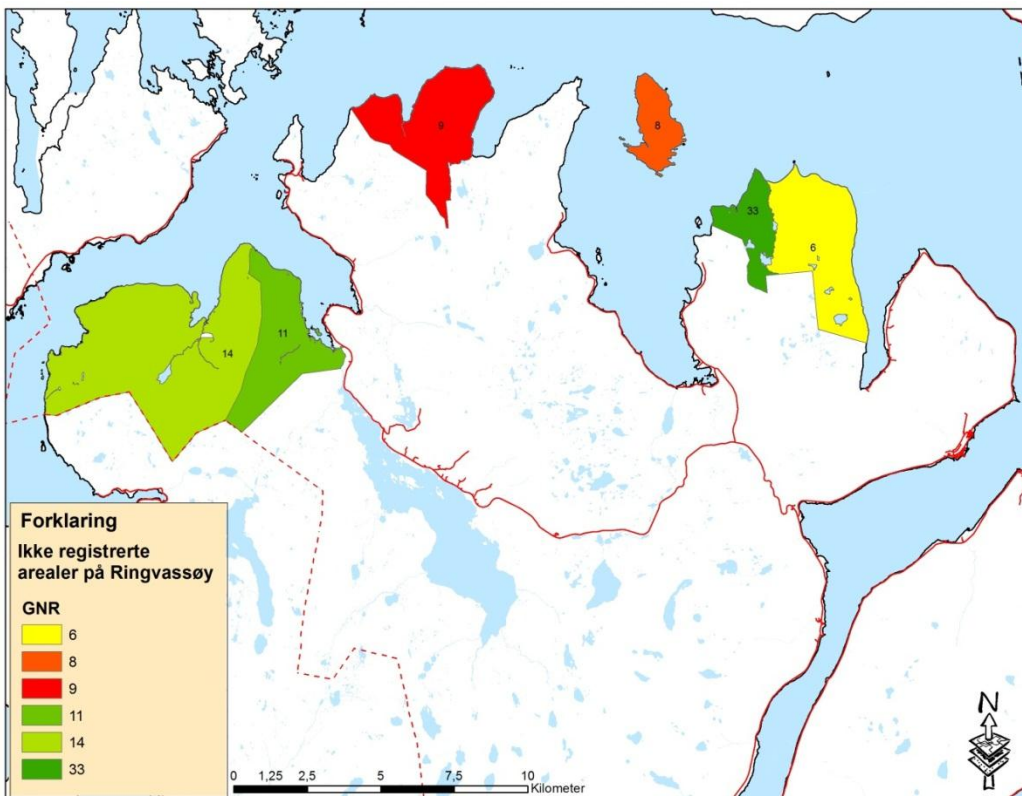 9
8
33
6
11
14
Forklaring
Ikke registrerte
arealer på Ringvassøy
GNR
6
8
9
11
14
33
N
0 1,25 2,5 5 7,5 10
Kilometer